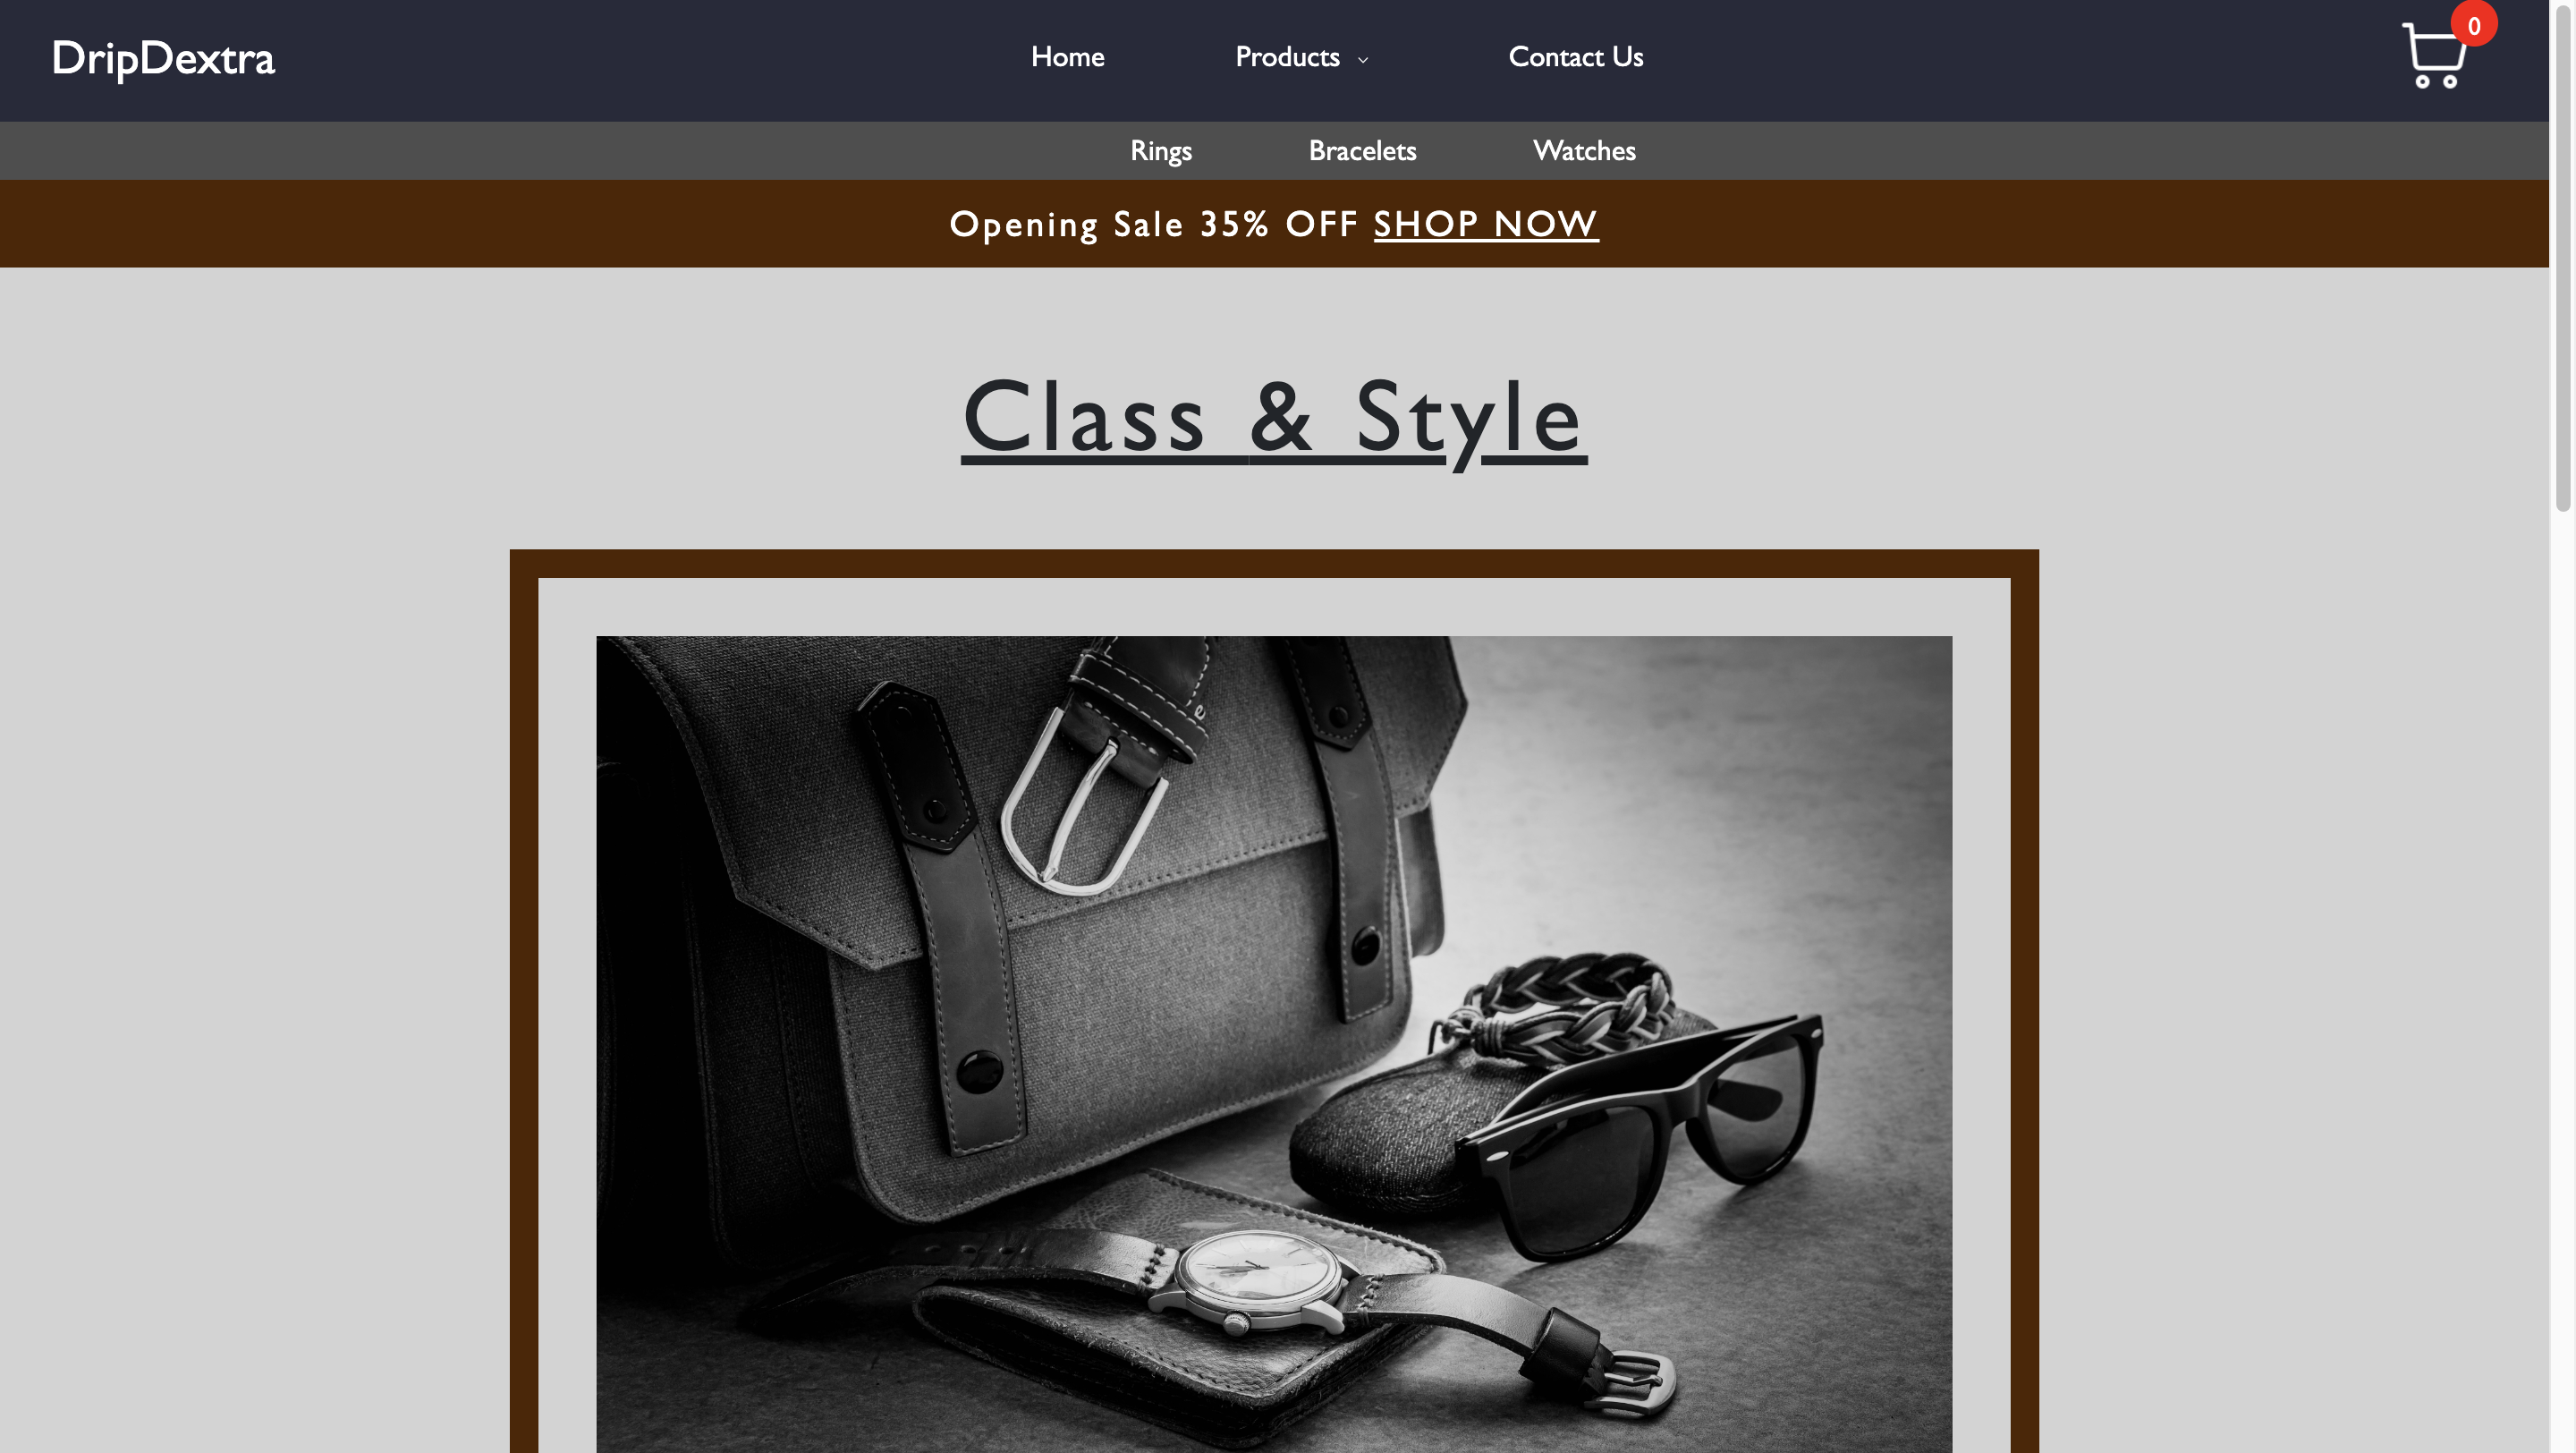 DripDextra
Home Products Contact Us
0
Rings Bracelets Watches
Opening Sale 35% OFF SHOP NOW
Class & Style